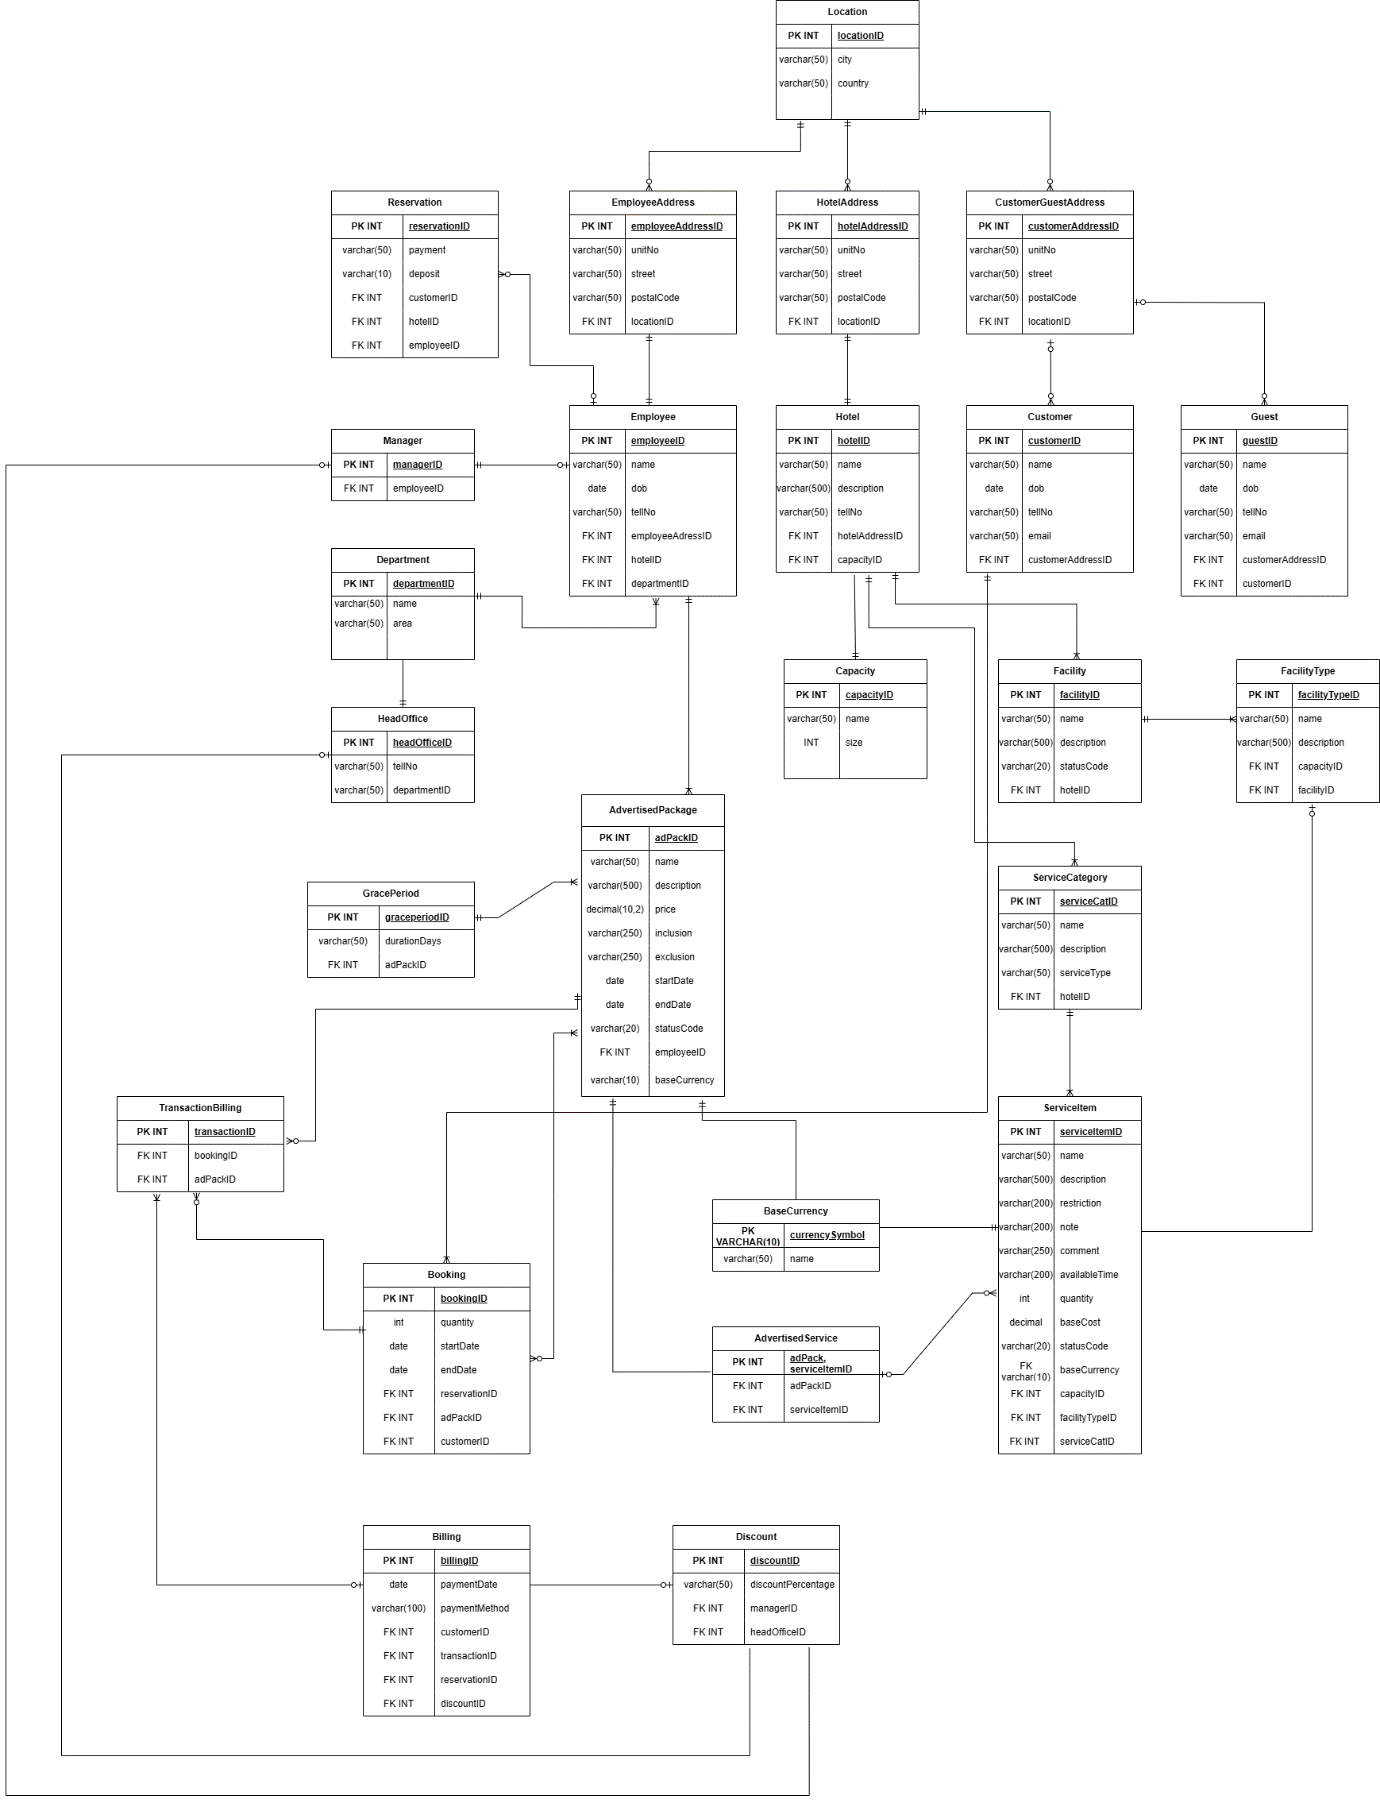 Location
PK INT locationID
varchar(50) city
varchar(50) country
Reservation
PK INT reservationID
varchar(50) payment
varchar(10) deposit
FK INT customerID
FK INT hotelID
FK INT employeeID
EmployeeAddress
PK INT employeeAddressID
varchar(50) unitNo
varchar(50) street
varchar(50) postalCode
FK INT locationID
HotelAddress
PK INT hotelAddressID
varchar(50) unitNo
varchar(50) street
varchar(50) postalCode
FK INT locationID
CustomerGuestAddress
PK INT customerAddressID
varchar(50) unitNo
varchar(50) street
varchar(50) postalCode
FK INT locationID
Manager
PK INT managerID
FK INT employeeID
Employee
PK INT employeeID
varchar(50) name
date dob
varchar(50) tellNo
FK INT employeeAdressID
FK INT hotelID
FK INT departmentID
Hotel
PK INT hotelID
varchar(50) name
varchar(500) description
varchar(50) tellNo
FK INT hotelAddressID
FK INT capacityID
Customer
PK INT customerID
varchar(50) name
date dob
varchar(50) tellNo
varchar(50) email
FK INT customerAddressID
Guest
PK INT guestID
varchar(50) name
date dob
varchar(50) tellNo
varchar(50) email
FK INT customerAddressID
FK INT customerID
Department
PK INT departmentID
varchar(50) name
varchar(50) area
HeadOffice
PK INT headOfficeID
varchar(50) tellNo
varchar(50) departmentID
Capacity
PK INT capacityID
varchar(50) name
INT size
Facility
PK INT facilityID
varchar(50) name
varchar(500) description
varchar(20) statusCode
FK INT hotelID
FacilityType
PK INT facilityTypeID
varchar(50) name
varchar(500) description
FK INT capacityID
FK INT facilityID
AdvertisedPackage
PK INT adPackID
varchar(50) name
varchar(500) description
decimal(10,2) price
varchar(250) inclusion
varchar(250) exclusion
date startDate
date endDate
varchar(20) statusCode
FK INT employeeID
varchar(10) baseCurrency
GracePeriod
PK INT graceperiodID
varchar(50) durationDays
FK INT adPackID
ServiceCategory
PK INT serviceCatID
varchar(50) name
varchar(500) description
varchar(50) serviceType
FK INT hotelID
TransactionBilling
PK INT transactionID
FK INT bookingID
FK INT adPackID
ServiceItem
PK INT serviceItemID
varchar(50) name
varchar(500) description
varchar(200) restriction
varchar(200) note
varchar(250) comment
varchar(200) availableTime
int quantity
decimal baseCost
varchar(20) statusCode
FK
varchar(10) baseCurrency
FK INT capacityID
FK INT facilityTypeID
FK INT serviceCatID
BaseCurrency
PK
VARCHAR(10) currencySymbol
varchar(50) name
Booking
PK INT bookingID
int quantity
date startDate
date endDate
FK INT reservationID
FK INT adPackID
FK INT customerID
AdvertisedService
PK INT adPack,
serviceItemID
FK INT adPackID
FK INT serviceItemID
Billing
PK INT billingID
date paymentDate
varchar(100) paymentMethod
FK INT customerID
FK INT transactionID
FK INT reservationID
FK INT discountID
Discount
PK INT discountID
varchar(50) discountPercentage
FK INT managerID
FK INT headOfficeID